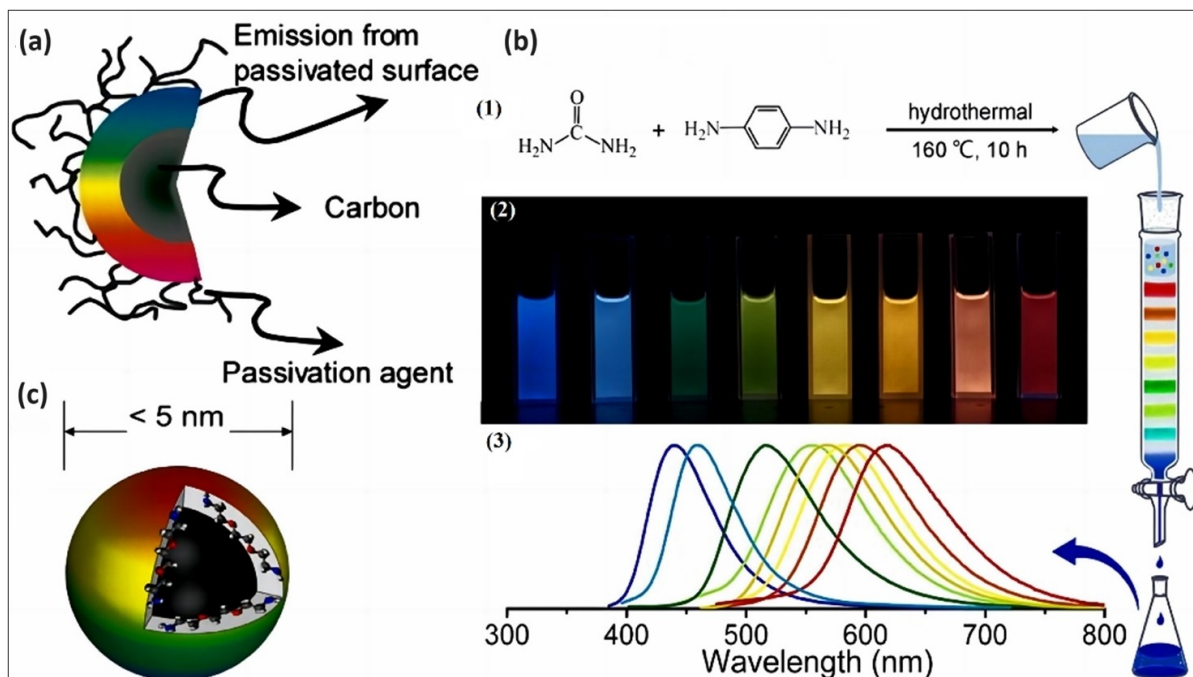 (a)
Emission from
passivated surface
Carbon
Passivation agent
(b)
(1)
O
C
H₂N
NH₂
+
H₂N
NH₂
hydrothermal
160 ℃, 10 h
(2)
(3)
300
400
500
600
700
800
Wavelength (nm)
(c)
< 5 nm